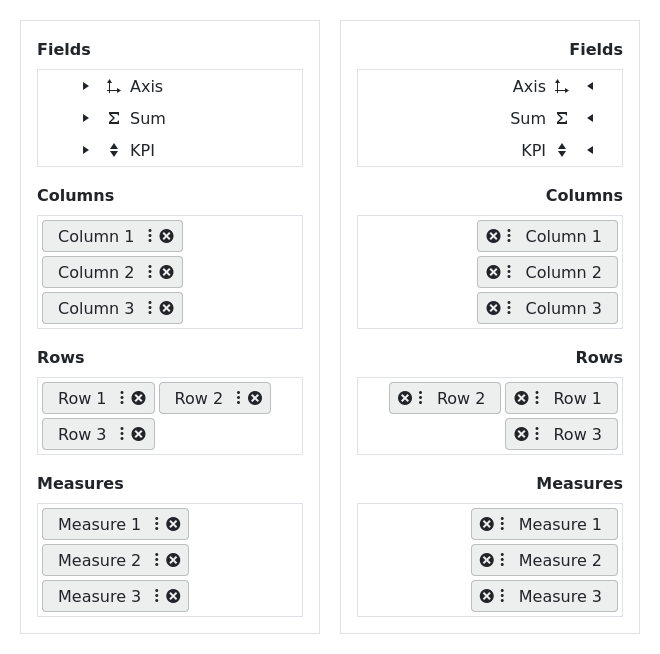 Fields
Axis
Sum
KPI
Columns
Column 1
Column 2
Column 3
Rows
Row 1 Row 2
Row 3
Measures
Measure 1
Measure 2
Measure 3
Fields
Axis
Sum
KPI
Columns
Column 1
Column 2
Column 3
Rows
Row 2 Row 1
Row 3
Measures
Measure 1
Measure 2
Measure 3